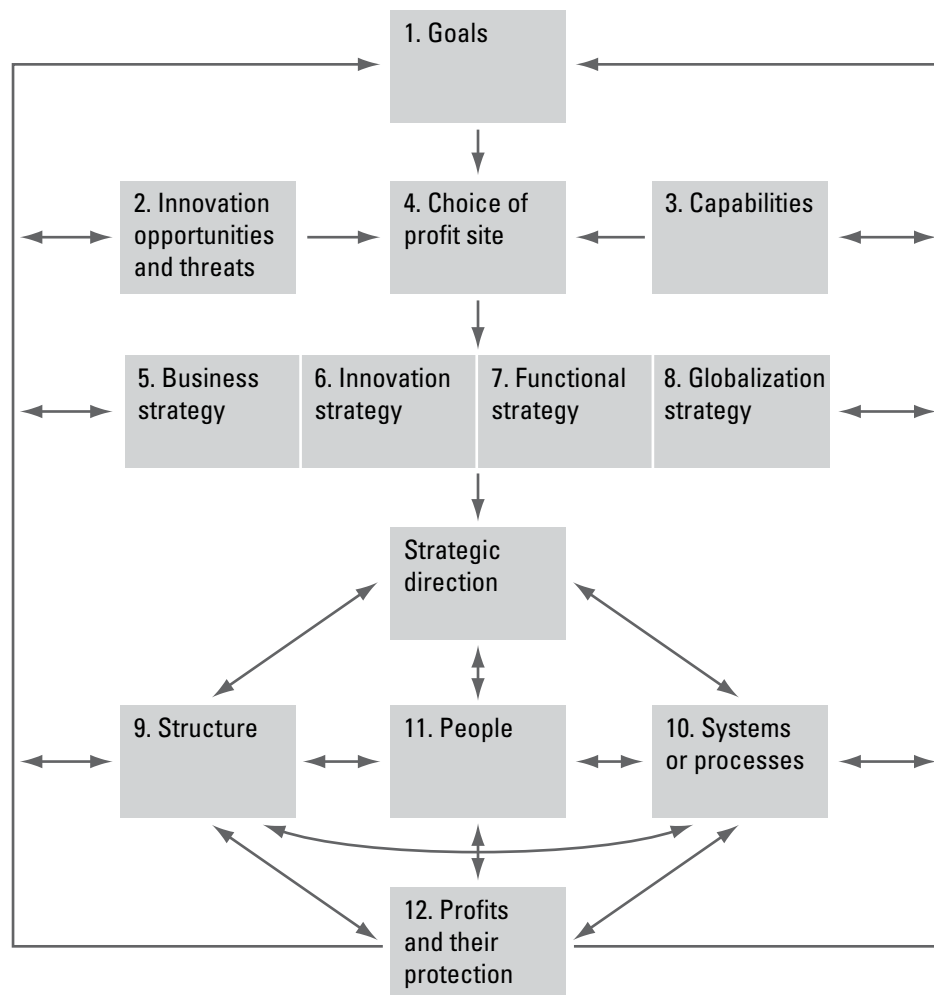 1. Goals
2. Innovation
opportunities
and threats
4. Choice of
profit site
3. Capabilities
5. Business
strategy
6. Innovation
strategy
7. Functional
strategy
8. Globalization
strategy
Strategic
direction
9. Structure
11. People
10. Systems
or processes
12. Profits
and their
protection